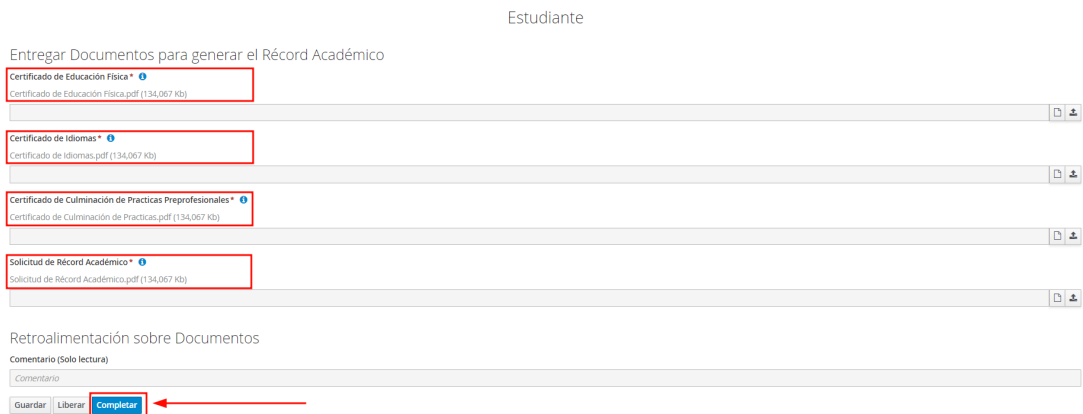 Estudiante
Entregar Documentos para generar el Récord Académico
Certificado de Educación Física *
Certificado de Educación Física.pdf (134,067 Kb)
Certificado de Idiomas *
Certificado de Idiomas.pdf (134,067 Kb)
Certificado de Culminación de Practicas Preprofesionales *
Certificado de Culminación de Practicas.pdf (134,067 Kb)
Solicitud de Récord Académico *
Solicitud de Récord Académico.pdf (134,067 Kb)
Retroalimentación sobre Documentos
Comentario (Solo lectura)
Comentario
Guardar Liberar Completar